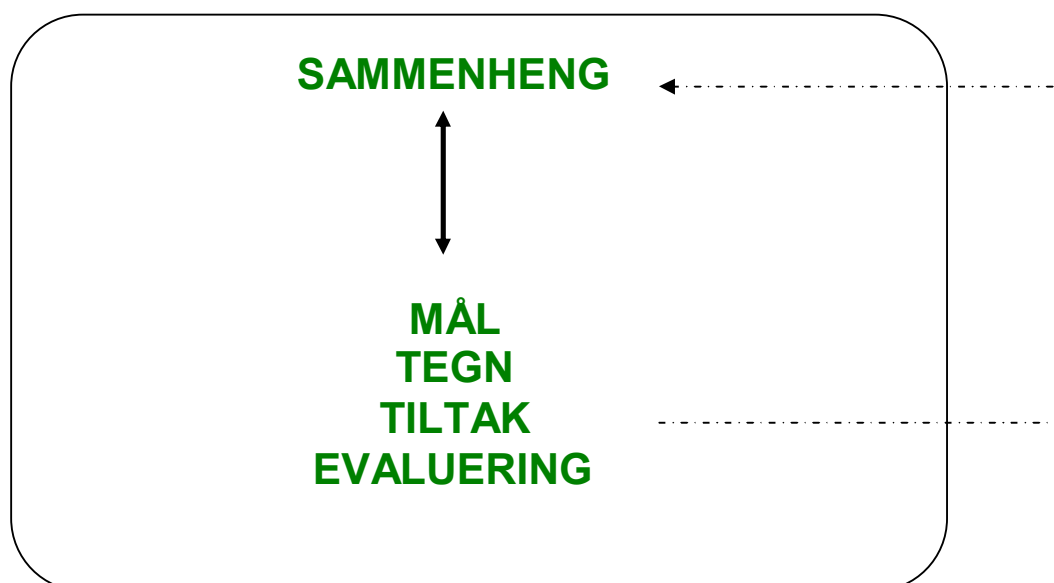 SAMMENHENG
MÅL
TEGN
TILTAK
EVALUERING